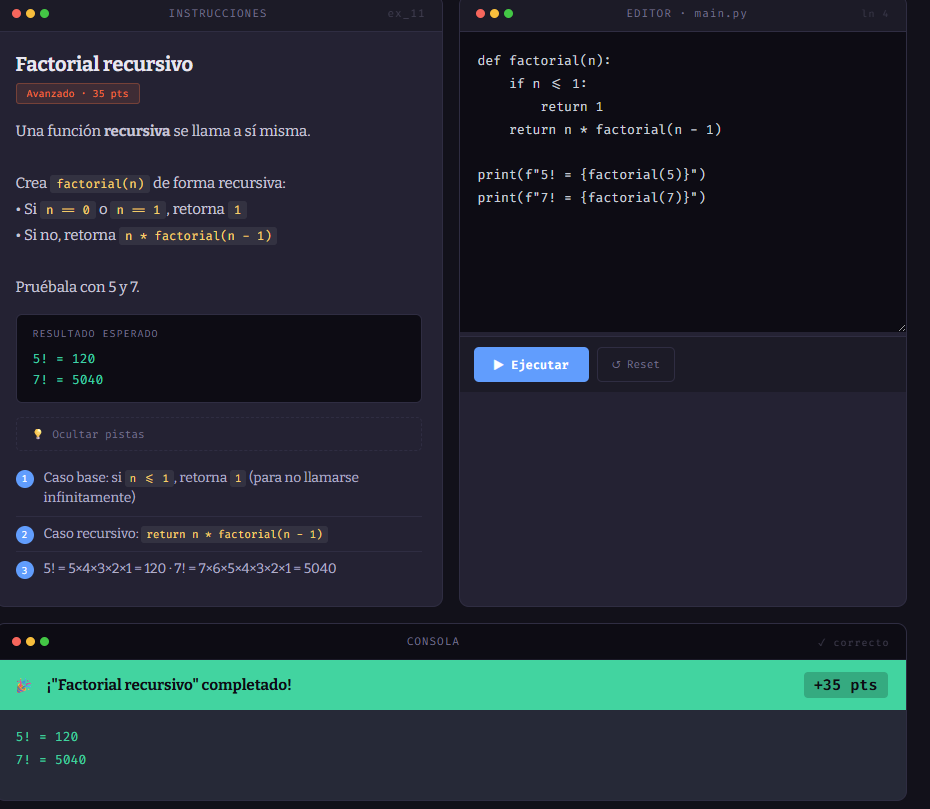 INSTRUCCIONES
ex_11
Factorial recursivo
Avanzado · 35 pts
Una función recursiva se llama a sí misma.
Crea factorial(n) de forma recursiva:
• Si n == 0 o n == 1, retorna 1
• Si no, retorna n * factorial(n - 1)
Pruébala con 5 y 7.
RESULTADO ESPERADO
5! = 120
7! = 5040
💡 Ocultar pistas
1 Caso base: si n <= 1, retorna 1 (para no llamarse
infinitamente)
2 Caso recursivo: return n * factorial(n - 1)
3 5! = 5×4×3×2×1 = 120 · 7! = 7×6×5×4×3×2×1 = 5040
EDITOR · main.py
ln 4
def factorial(n):
    if n <= 1:
        return 1
    return n * factorial(n - 1)
print(f"5! = {factorial(5)}")
print(f"7! = {factorial(7)}")
▶ Ejecutar
↺ Reset
CONSOLA
✓ correcto
🎉 ¡"Factorial recursivo" completado!
+35 pts
5! = 120
7! = 5040